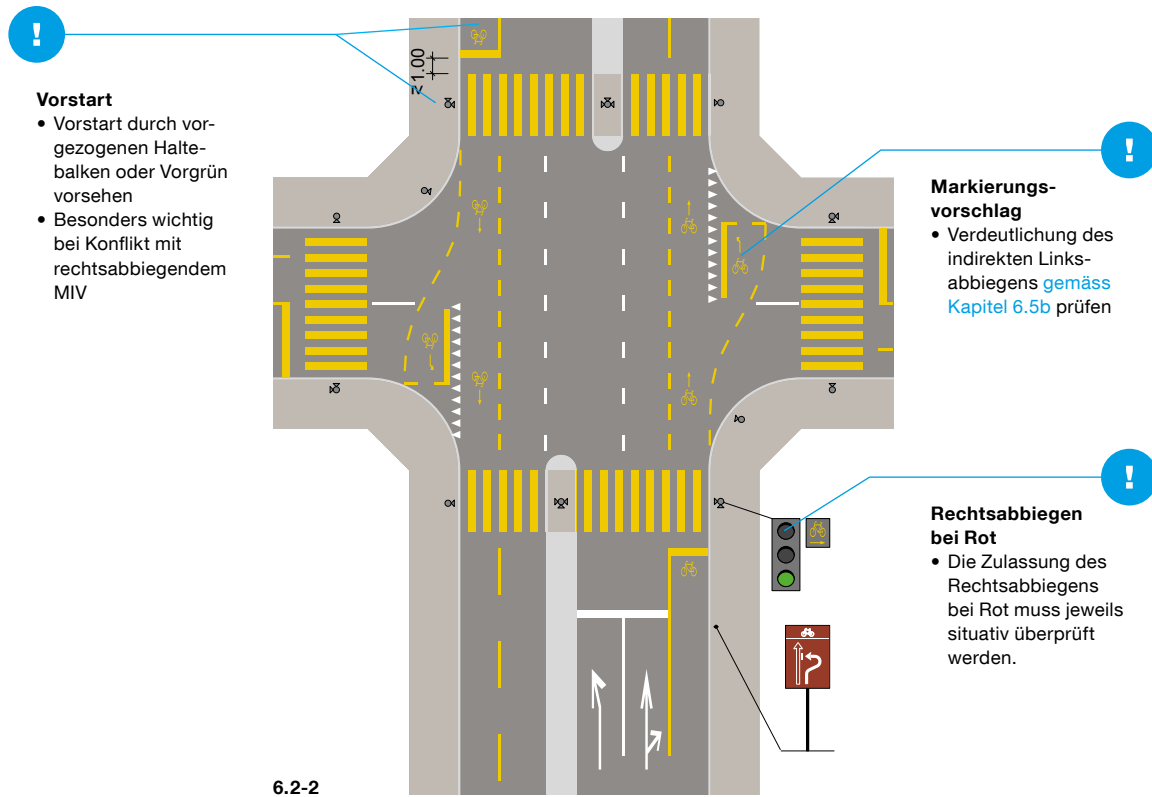 !
≥1.00
Vorstart
• Vorstart durch vor-
gezogenen Halte-
balken oder Vorgrün
vorsehen
• Besonders wichtig
bei Konflikt mit
rechtsabbiegendem
MIV
!
Markierungs-
vorschlag
• Verdeutlichung des
indirekten Links-
abbiegens gemäss
Kapitel 6.5b prüfen
!
Rechtsabbiegen
bei Rot
• Die Zulassung des
Rechtsabbiegens
bei Rot muss jeweils
situativ überprüft
werden.
6.2-2